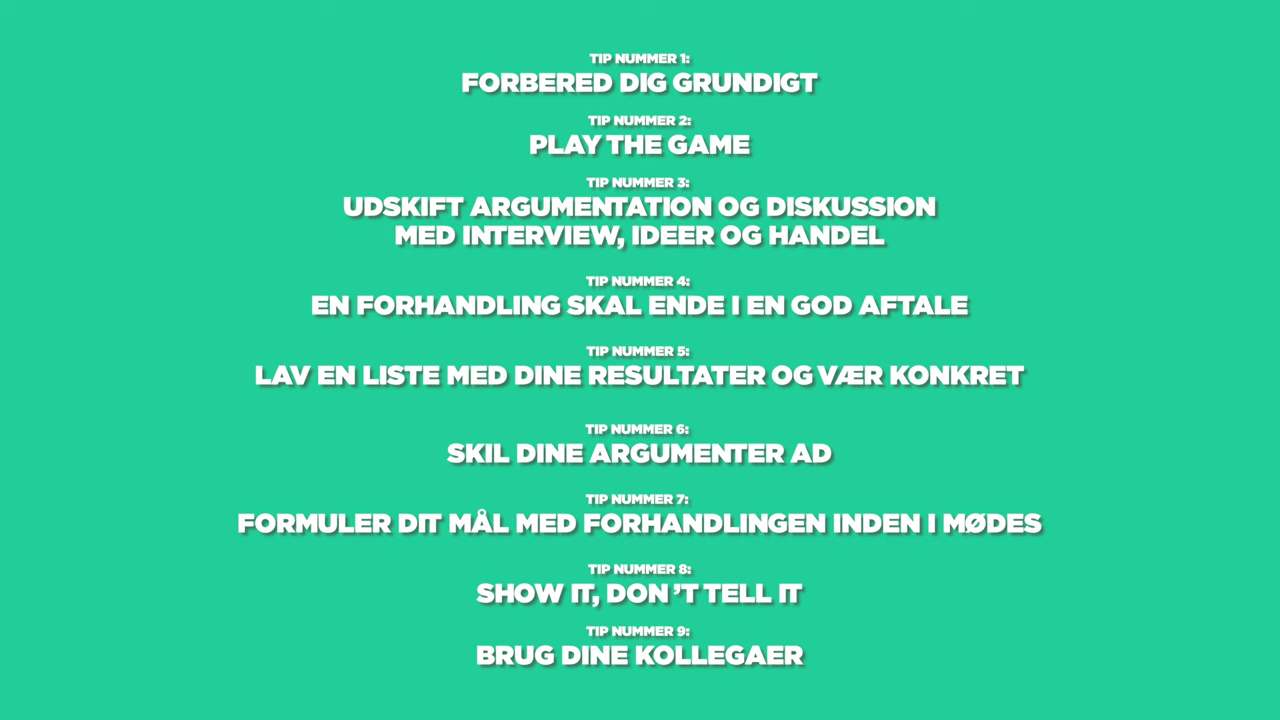 TIP NUMMER 1:
FORBERED DIG GRUNDIGT
TIP NUMMER 2:
PLAY THE GAME
TIP NUMMER 3:
UDSKIFT ARGUMENTATION OG DISKUSSION
MED INTERVIEW, IDEER OG HANDEL
TIP NUMMER 4:
EN FORHANDLING SKAL ENDE I EN GOD AFTALE
TIP NUMMER 5:
LAV EN LISTE MED DINE RESULTATER OG VÆR KONKRET
TIP NUMMER 6:
SKIL DINE ARGUMENTER AD
TIP NUMMER 7:
FORMULER DIT MÅL MED FORHANDLINGEN INDEN I MØDES
TIP NUMMER 8:
SHOW IT, DON ’T TELL IT
TIP NUMMER 9:
BRUG DINE KOLLEGAER